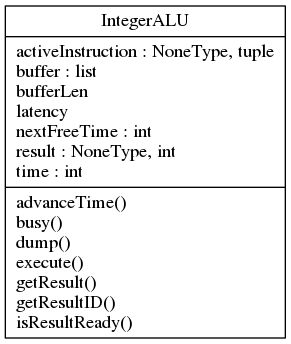 IntegerALU
activeInstruction : NoneType, tuple
buffer : list
bufferLen
latency
nextFreeTime : int
result : NoneType, int
time : int
advanceTime()
busy()
dump()
execute()
getResult()
getResultID()
isResultReady()